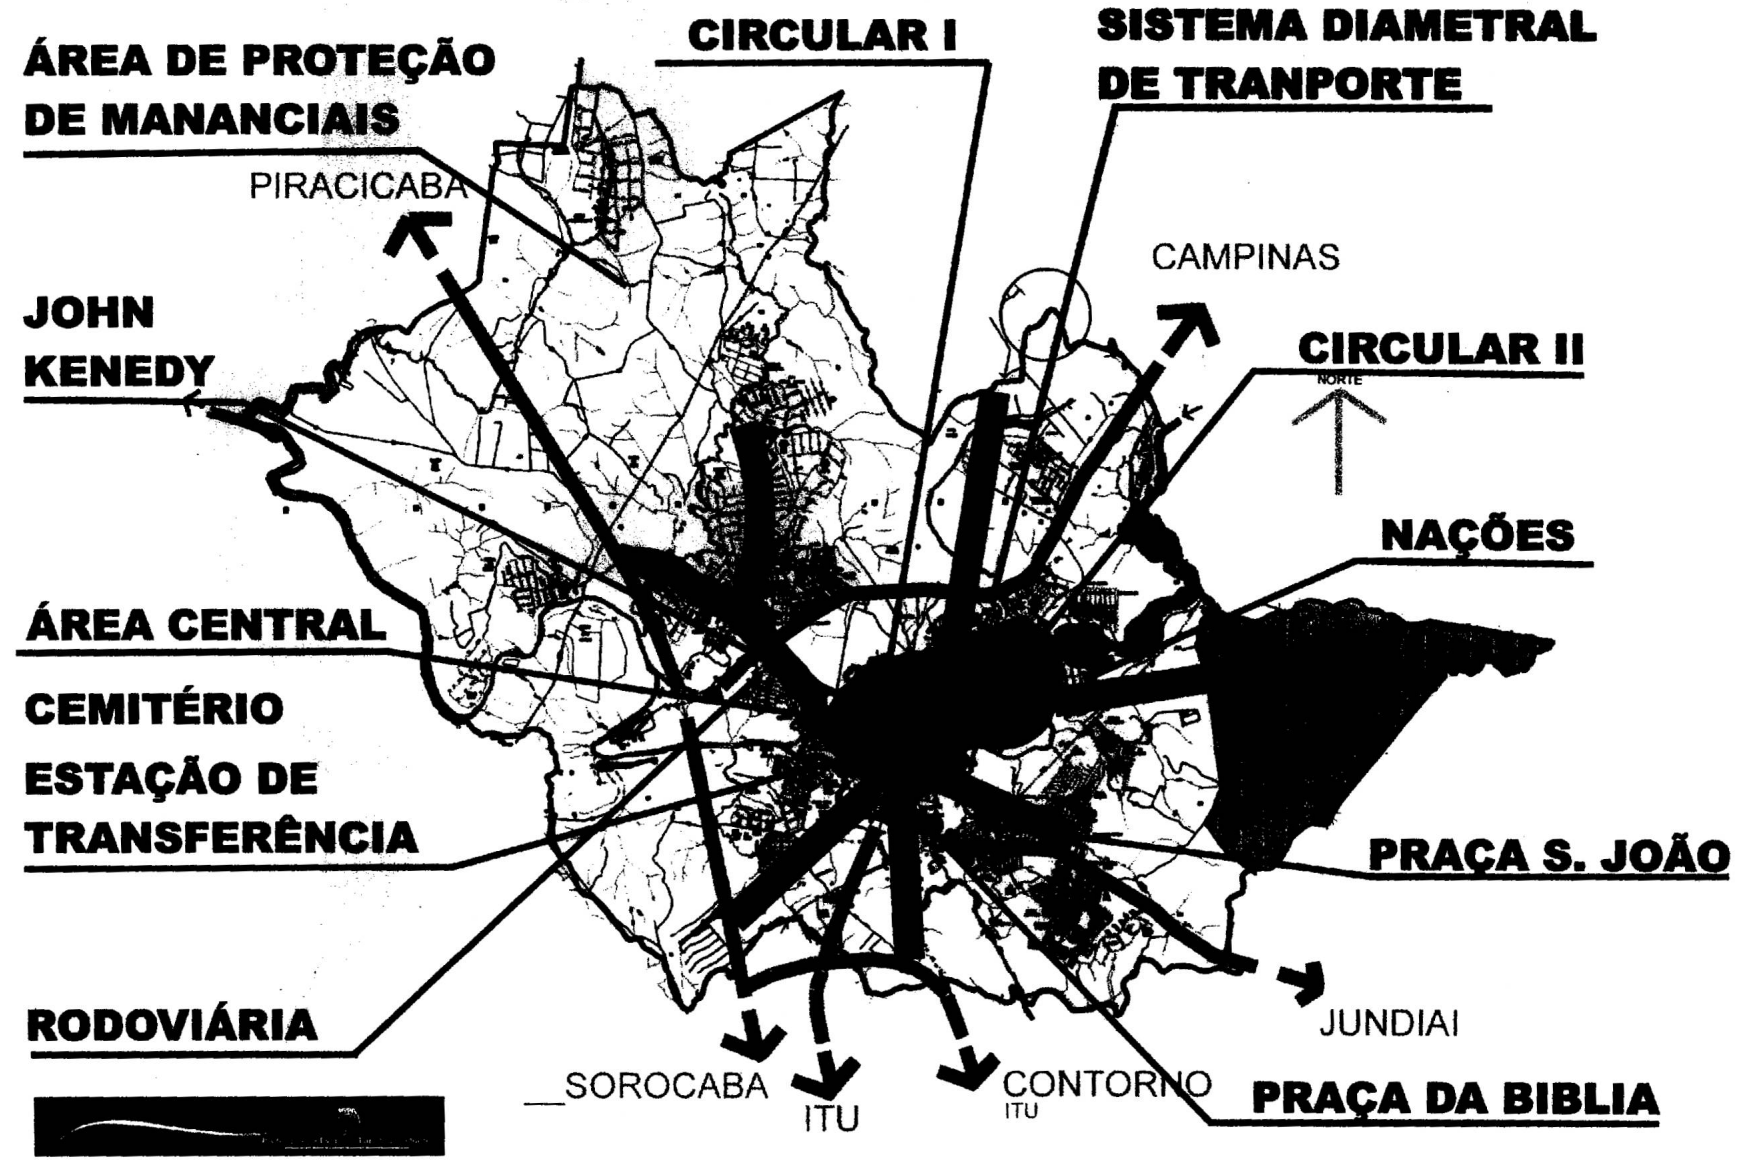 CIRCULAR I
SISTEMA DIAMETRAL
DE TRANPORTE
ÁREA DE PROTEÇÃO
DE MANANCIAIS
PIRACICABA
CAMPINAS
JOHN
KENEDY
CIRCULAR II
NORTE
NAÇÕES
ÁREA CENTRAL
CEMITÉRIO
ESTAÇÃO DE
TRANSFERÊNCIA
PRAÇA S. JOÃO
RODOVIÁRIA
JUNDIAI
__SOROCABA
ITU
CONTORNO
ITU
PRAÇA DA BIBLIA